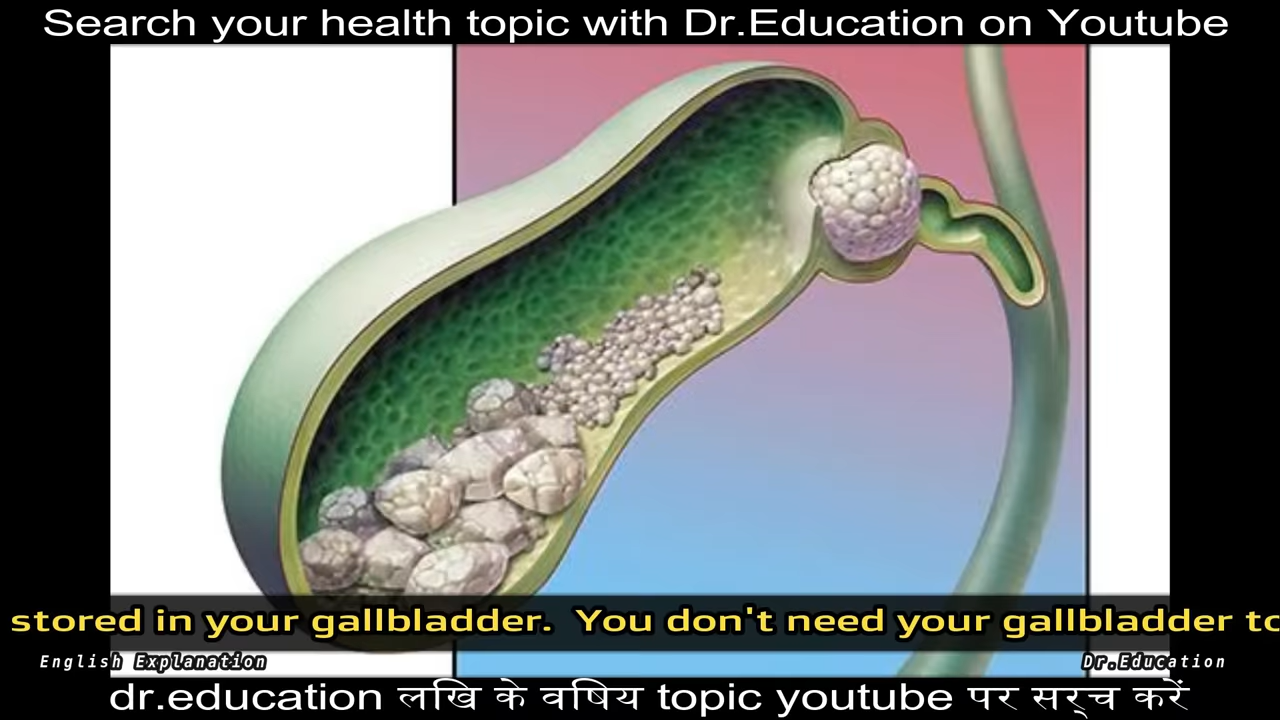 Search your health topic with Dr.Education on Youtube
stored in your gallbladder. You don't need your gallbladder to
English Explanation
Dr.Education
dr.education लखि के वषिय topic youtube पर सर्च करें